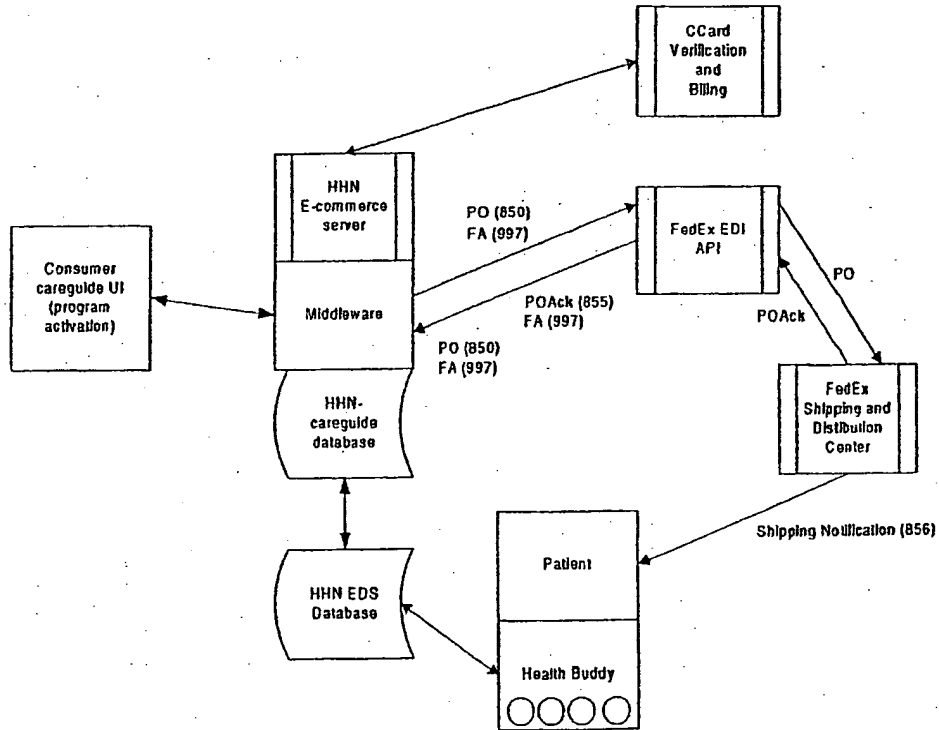 CCard
Verification
and
Billing
HHN
E-commerce
server
PO (850)
FA (997)
FedEx EDI
API
Consumer
careguide UI
(program
activation)
Middleware
POAck (855)
FA (997)
PO
POAck
PO (850)
FA (997)
HHN-
careguide
database
FedEx
Shipping and
Distibution
Center
Shipping Notification (856)
Patient
HHN EDS
Database
Health Buddy